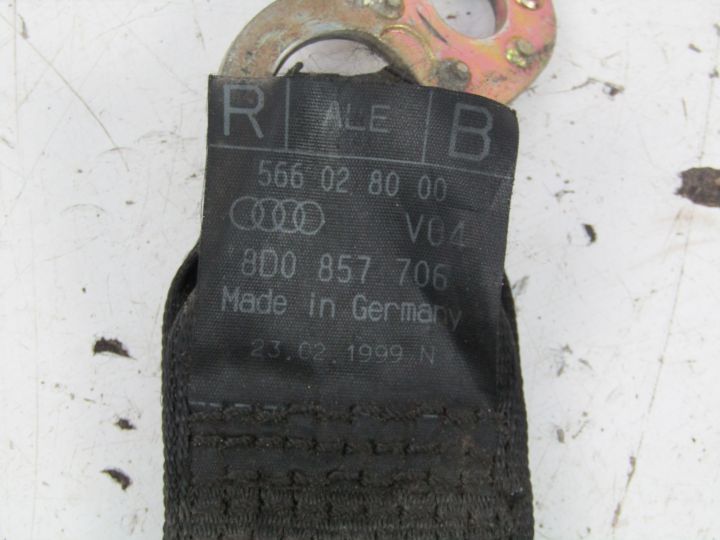 R ALE B
566 02 80 00
V04
8D0 857 706
Made in Germany
23.02.1999 N